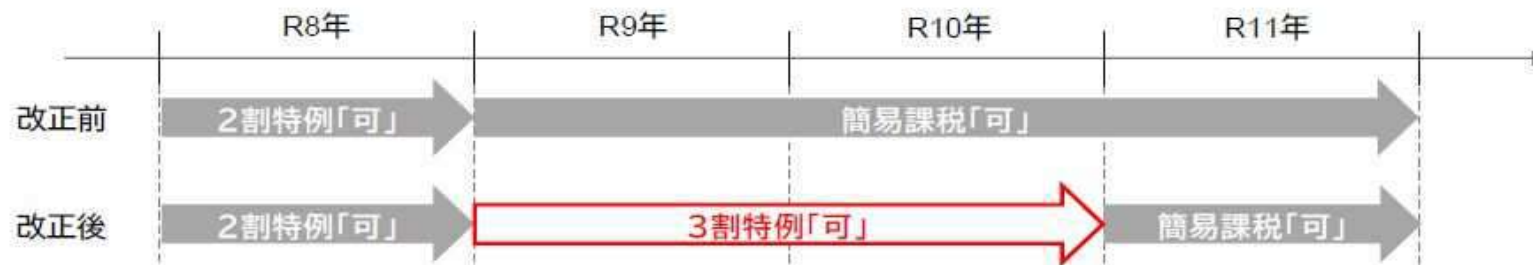 R8年 R9年 R10年 R11年
改正前 2割特例「可」 簡易課税「可」
改正後 2割特例「可」 3割特例「可」 簡易課税「可」